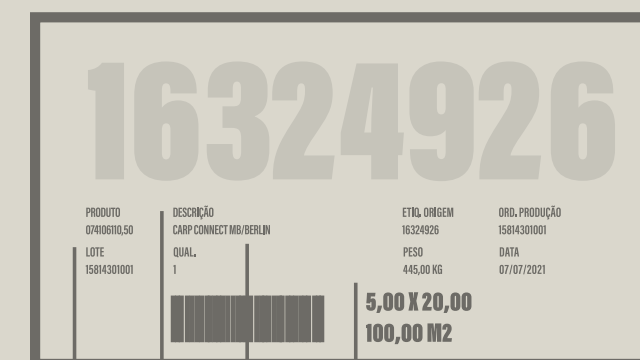 16324926
PRODUTO DESCRIÇÃO ETIQ. ORIGEM ORD. PRODUÇÃO
074106110,50 CARP CONNECT MB/BERLIN 16324926 15814301001
LOTE QUAL. PESO DATA
15814301001 1 445,00 KG 07/07/2021
5,00 X 20,00
100,00 M2